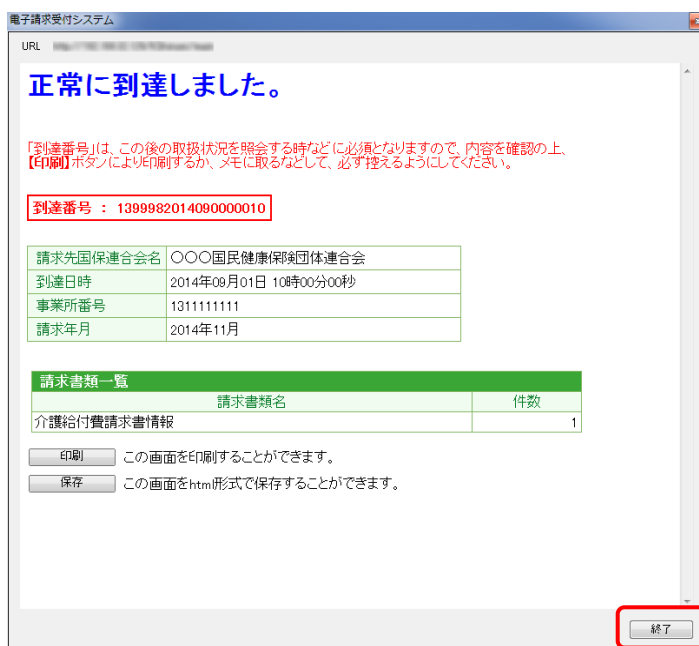 電子請求受付システム
URL
正常に到達しました。
「到達番号」は、この後の取扱状況を照会する時などに必須となりますので、内容を確認の上、
【印刷】ボタンにより印刷するか、メモに取るなどして、必ず控えるようにしてください。
到達番号 ： 1399982014090000010
請求先国保連合会名 〇〇〇国民健康保険団体連合会
到達日時 2014年09月01日 10時00分00秒
事業所番号 1311111111
請求年月 2014年11月
請求書類一覧
請求書類名 件数
介護給付費請求書情報 1
印刷 この画面を印刷することができます。
保存 この画面をhtml形式で保存することができます。
終了